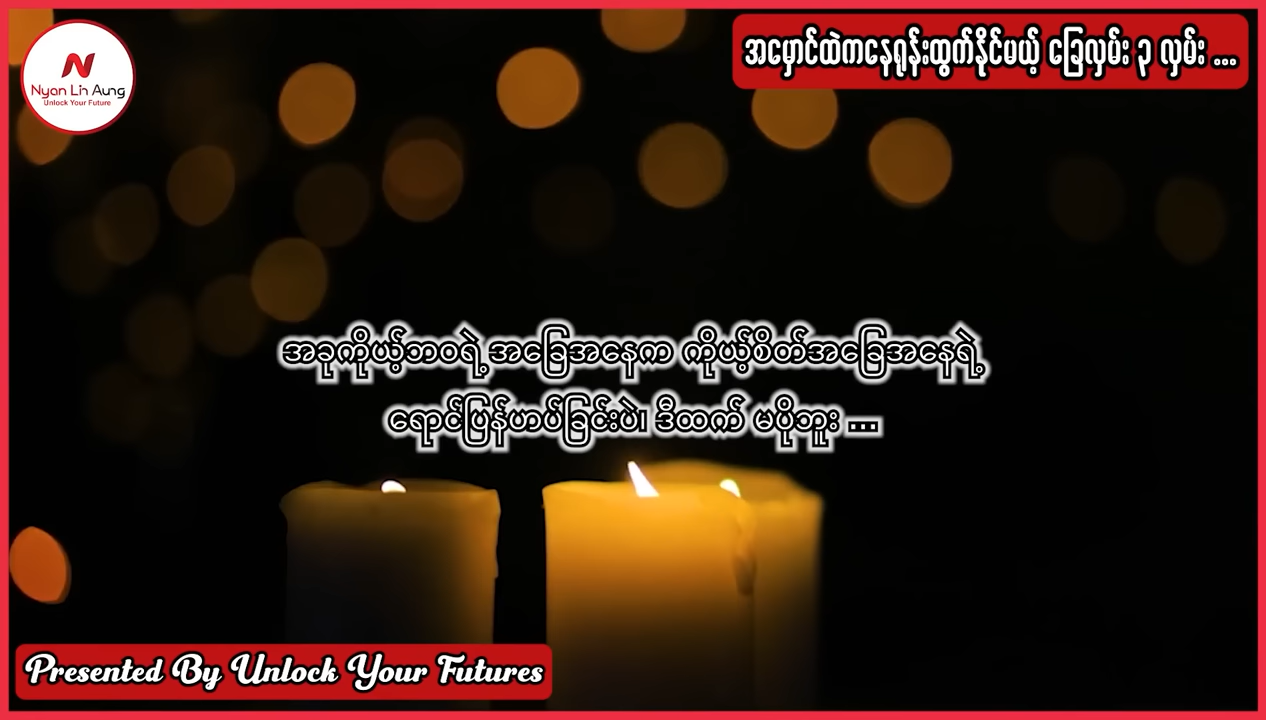 N
Nyan Lin Aung
Unlock Your Future
အမှောင်ထဲကနေရုန်းထွက်နိုင်မယ့် ခြေလှမ်း ၃ လှမ်း ...
အခုကိုယ့်ဘဝရဲ့အခြေအနေက ကိုယ့်စိတ်အခြေအနေရဲ့
ရောင်ပြန်ဟပ်ခြင်းပဲ၊ ဒီထက် မပိုဘူး ...
Presented By Unlock Your Futures